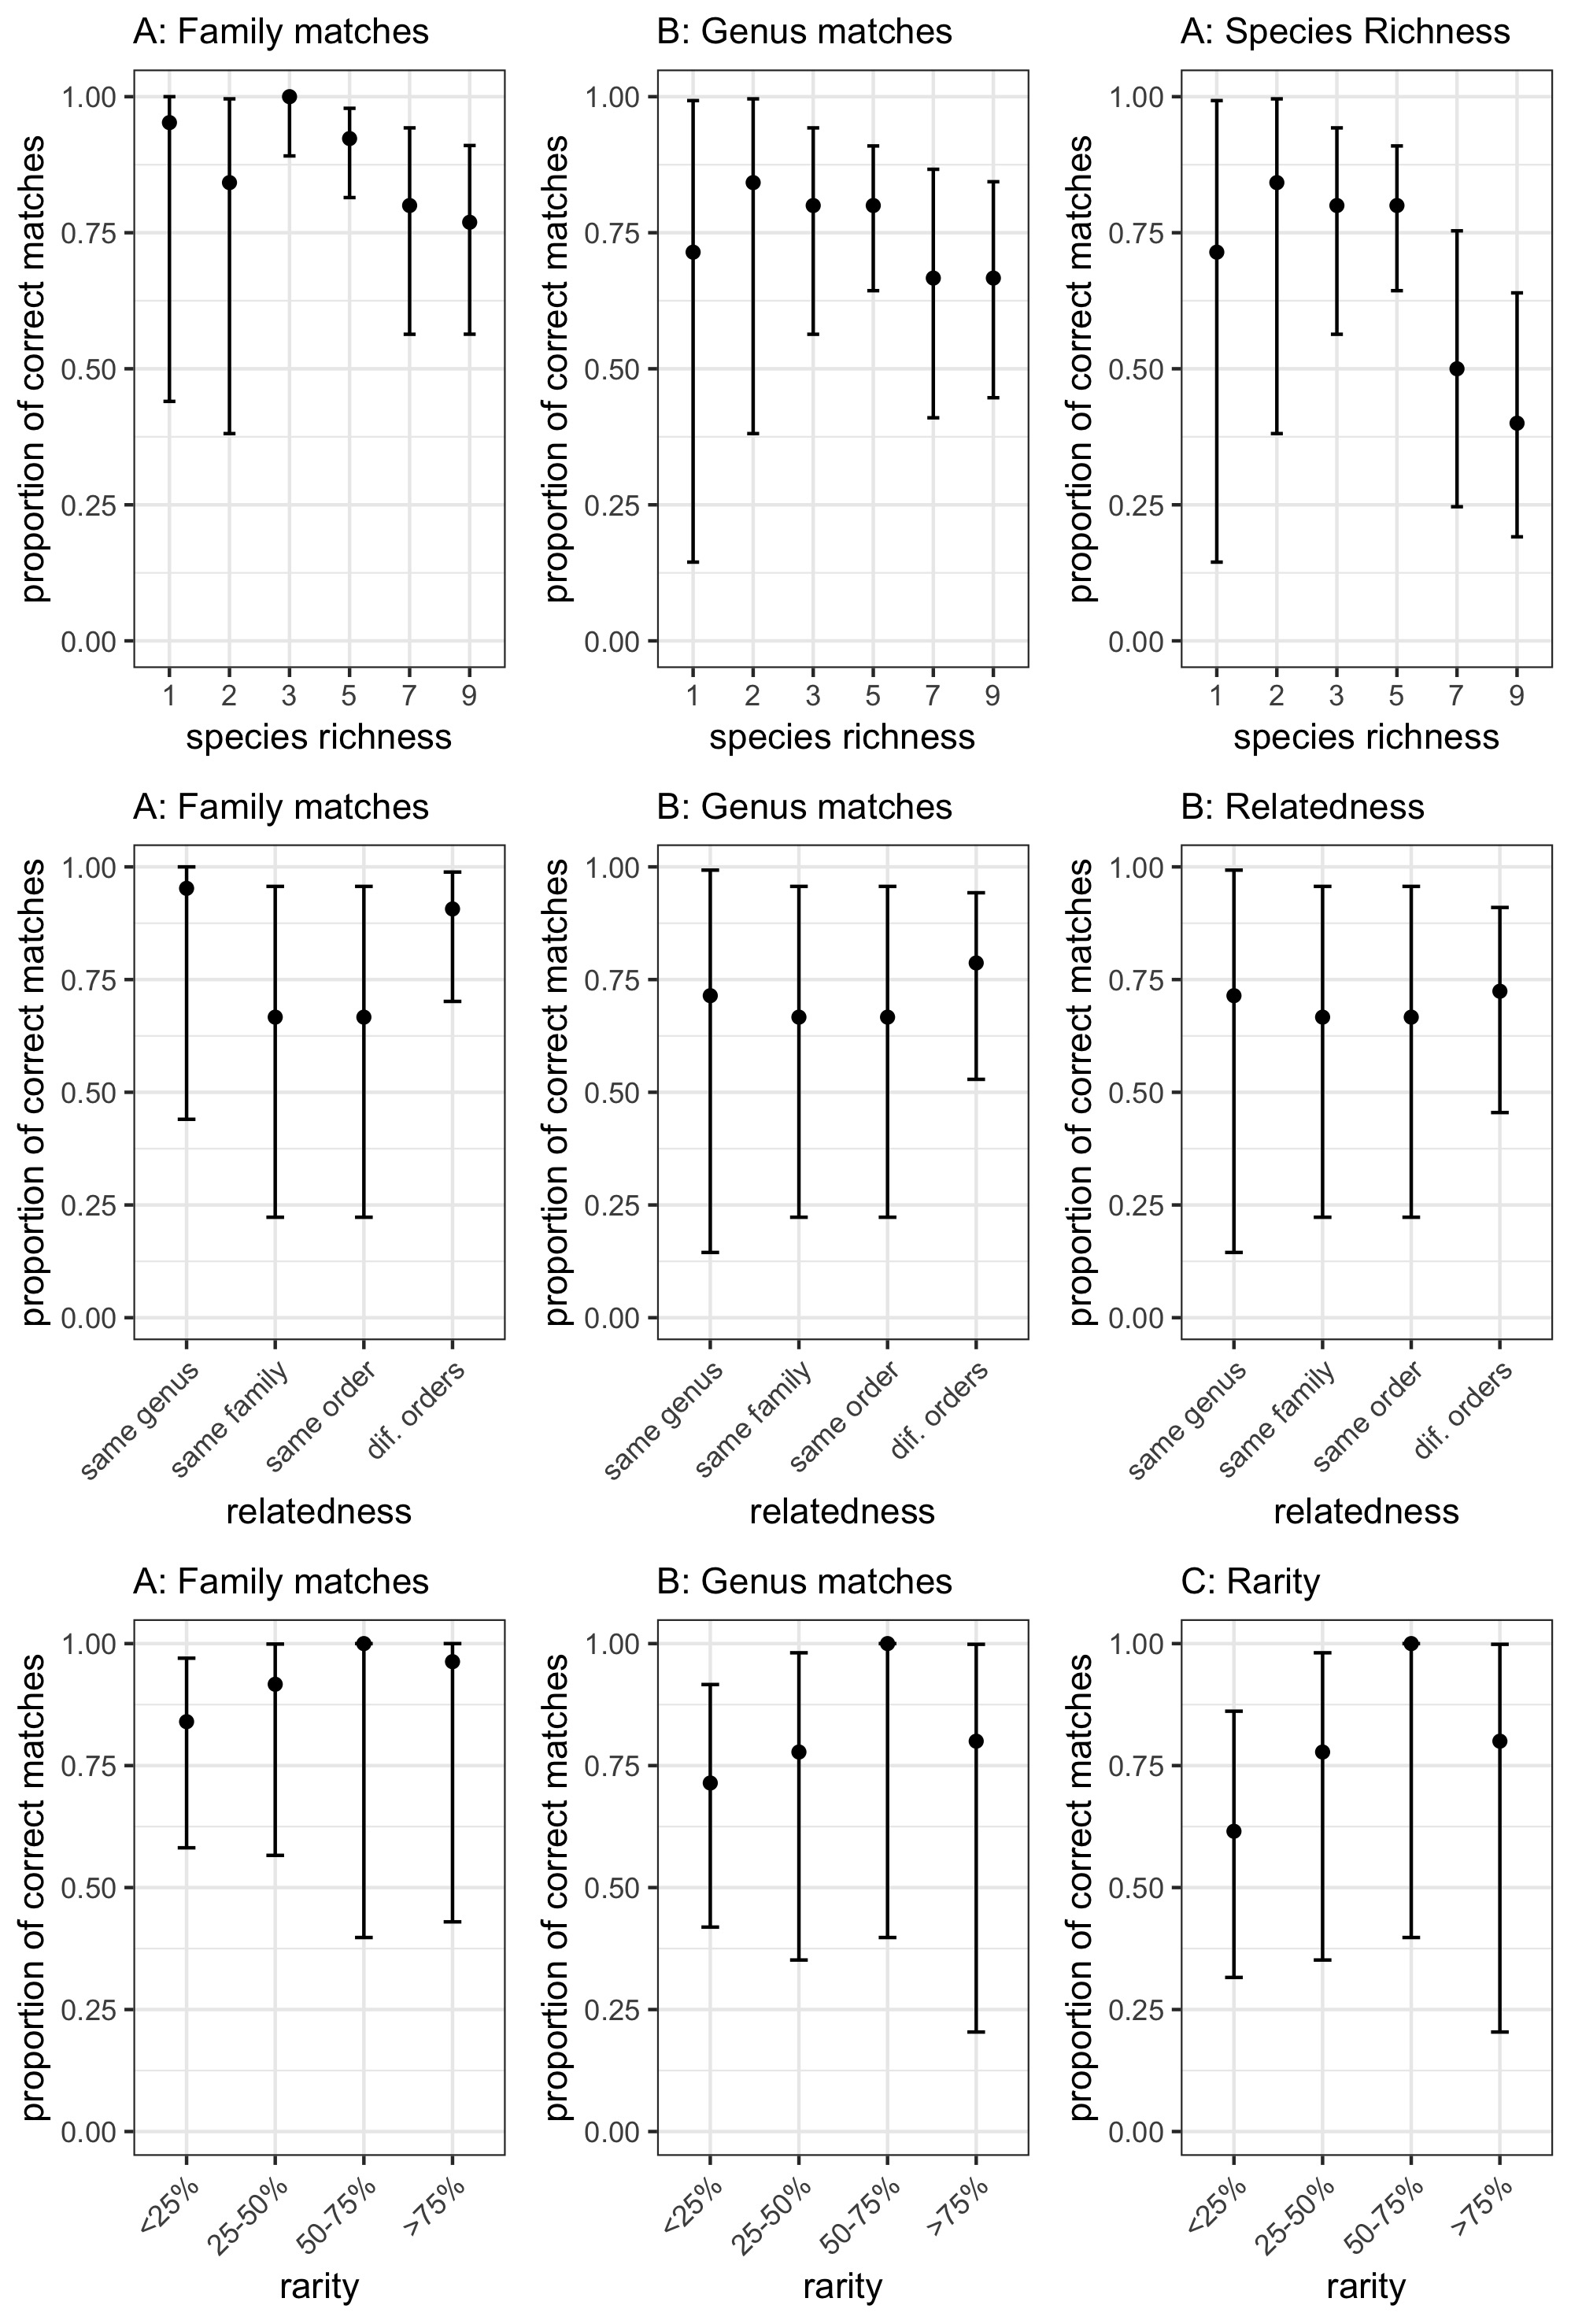 A: Family matches
B: Genus matches
A: Species Richness
proportion of correct matches
1.00
0.75
0.50
0.25
0.00
1 2 3 5 7 9
species richness
proportion of correct matches
1.00
0.75
0.50
0.25
0.00
1 2 3 5 7 9
species richness
proportion of correct matches
1.00
0.75
0.50
0.25
0.00
1 2 3 5 7 9
species richness
A: Family matches
B: Genus matches
B: Relatedness
proportion of correct matches
1.00
0.75
0.50
0.25
0.00
same genus
same family
same order
dif. orders
relatedness
proportion of correct matches
1.00
0.75
0.50
0.25
0.00
same genus
same family
same order
dif. orders
relatedness
proportion of correct matches
1.00
0.75
0.50
0.25
0.00
same genus
same family
same order
dif. orders
relatedness
A: Family matches
B: Genus matches
C: Rarity
proportion of correct matches
1.00
0.75
0.50
0.25
0.00
<25%
25-50%
50-75%
>75%
rarity
proportion of correct matches
1.00
0.75
0.50
0.25
0.00
<25%
25-50%
50-75%
>75%
rarity
proportion of correct matches
1.00
0.75
0.50
0.25
0.00
<25%
25-50%
50-75%
>75%
rarity